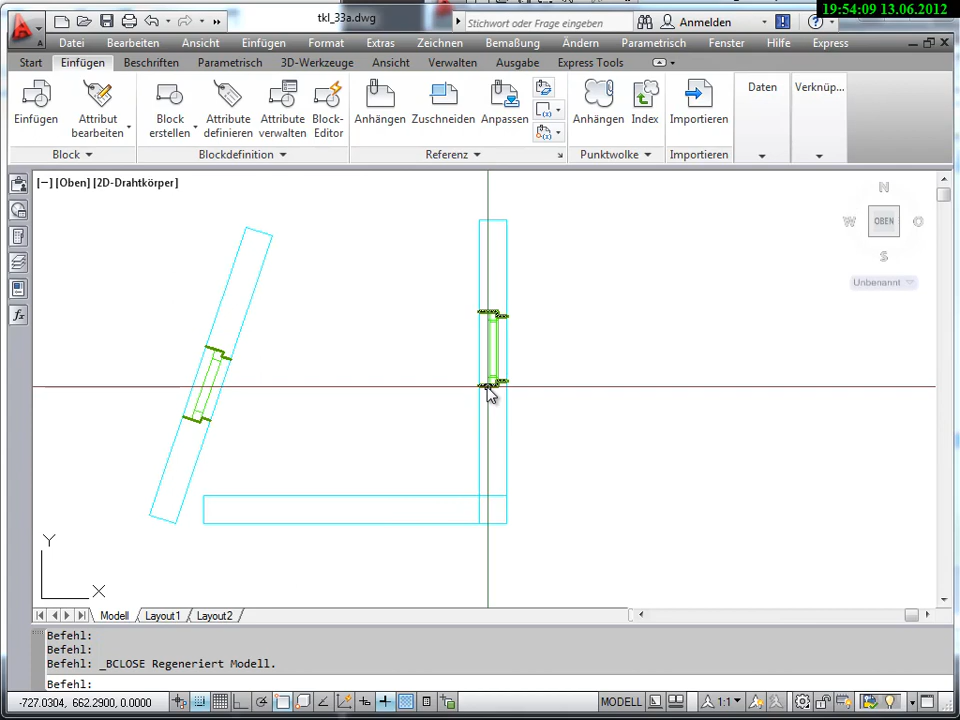 19:54:09 13.06.2012
tkl_33a.dwg
Stichwort oder Frage eingeben
Anmelden
Datei Bearbeiten Ansicht Einfügen Format Extras Zeichnen Bemaßung Ändern Parametrisch Fenster Hilfe Express
Start Einfügen Beschriften Parametrisch 3D-Werkzeuge Ansicht Verwalten Ausgabe Express Tools
Einfügen
Attribut bearbeiten
Block erstellen
Attribute definieren
Attribute verwalten
Block-Editor
Anhängen
Zuschneiden
Anpassen
Anhängen
Index
Importieren
Daten
Verknüp...
Block
Blockdefinition
Referenz
Punktwolke
Importieren
[−] [Oben] [2D-Drahtkörper]
N
W
OBEN
O
S
Unbenannt
Y
X
Modell Layout1 Layout2
Befehl:
Befehl:
Befehl: _BCLOSE Regeneriert Modell.
Befehl:
-727.0304, 662.2900, 0.0000
MODELL
1:1